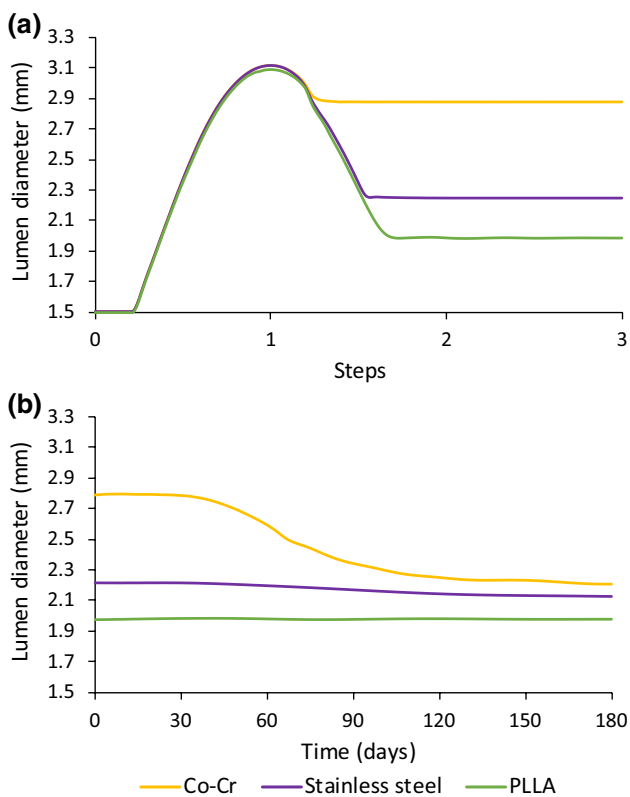 (a)
Lumen diameter (mm)
3.3
3.1
2.9
2.7
2.5
2.3
2.1
1.9
1.7
1.5
0 1 2 3
Steps
(b)
Lumen diameter (mm)
3.3
3.1
2.9
2.7
2.5
2.3
2.1
1.9
1.7
1.5
0 30 60 90 120 150 180
Time (days)
Co-Cr Stainless steel PLLA